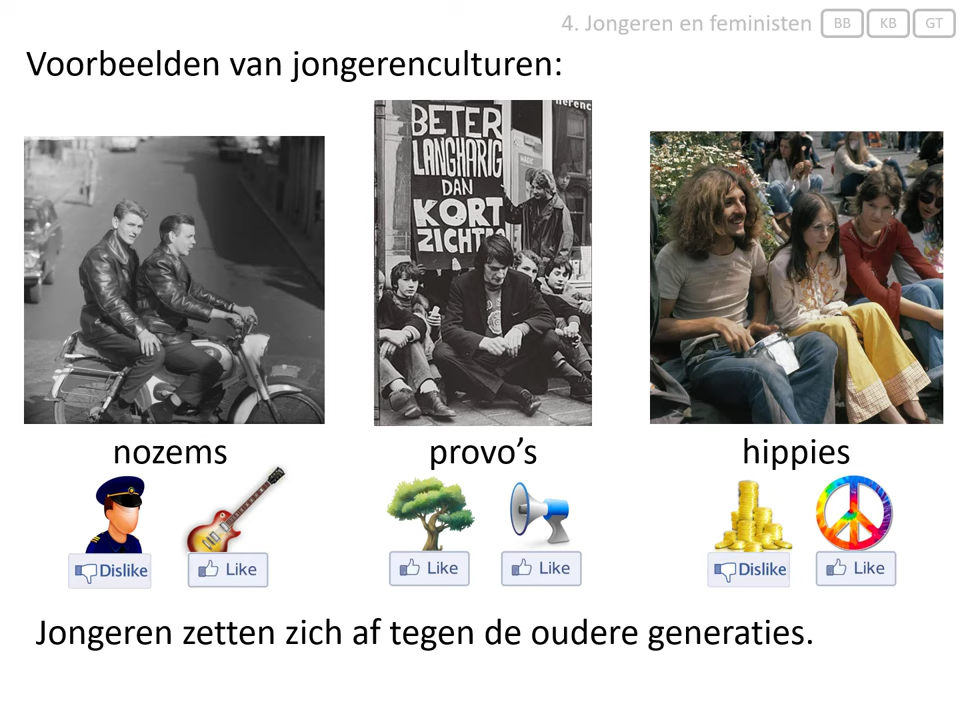 4. Jongeren en feministen BB KB GT
Voorbeelden van jongerenculturen:
BETER
LANGHARIG
DAN
KORT
ZICHT
nozems provo's hippies
Dislike Like Like Like Dislike Like
Jongeren zetten zich af tegen de oudere generaties.